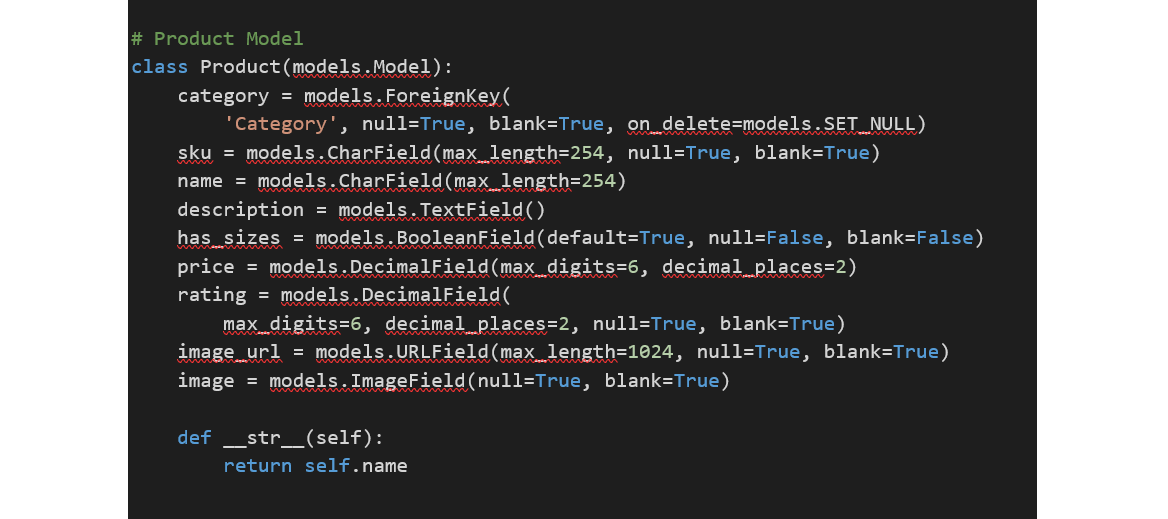 # Product Model
class Product(models.Model):
    category = models.ForeignKey(
        'Category', null=True, blank=True, on_delete=models.SET_NULL)
    sku = models.CharField(max_length=254, null=True, blank=True)
    name = models.CharField(max_length=254)
    description = models.TextField()
    has_sizes = models.BooleanField(default=True, null=False, blank=False)
    price = models.DecimalField(max_digits=6, decimal_places=2)
    rating = models.DecimalField(
        max_digits=6, decimal_places=2, null=True, blank=True)
    image_url = models.URLField(max_length=1024, null=True, blank=True)
    image = models.ImageField(null=True, blank=True)
    def __str__(self):
        return self.name